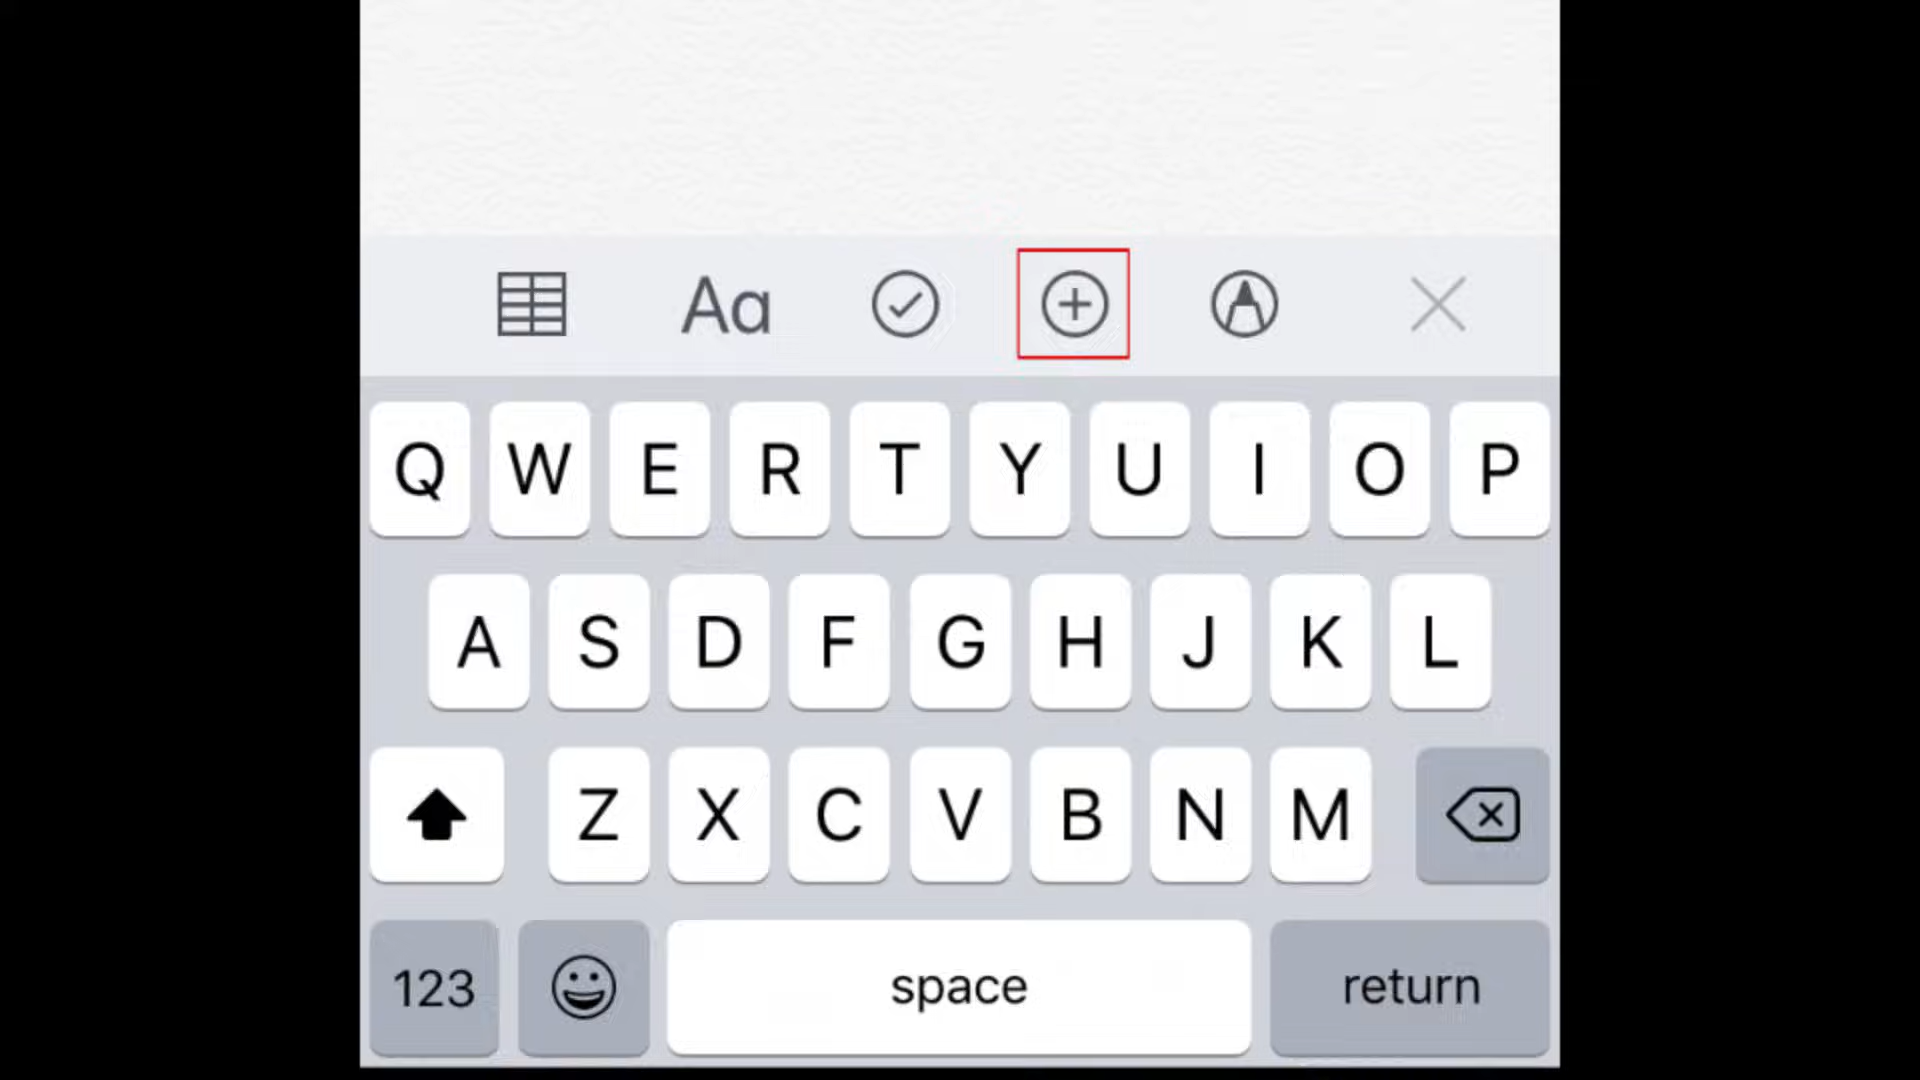 Aa
Q W E R T Y U I O P
A S D F G H J K L
Z X C V B N M
123 space return